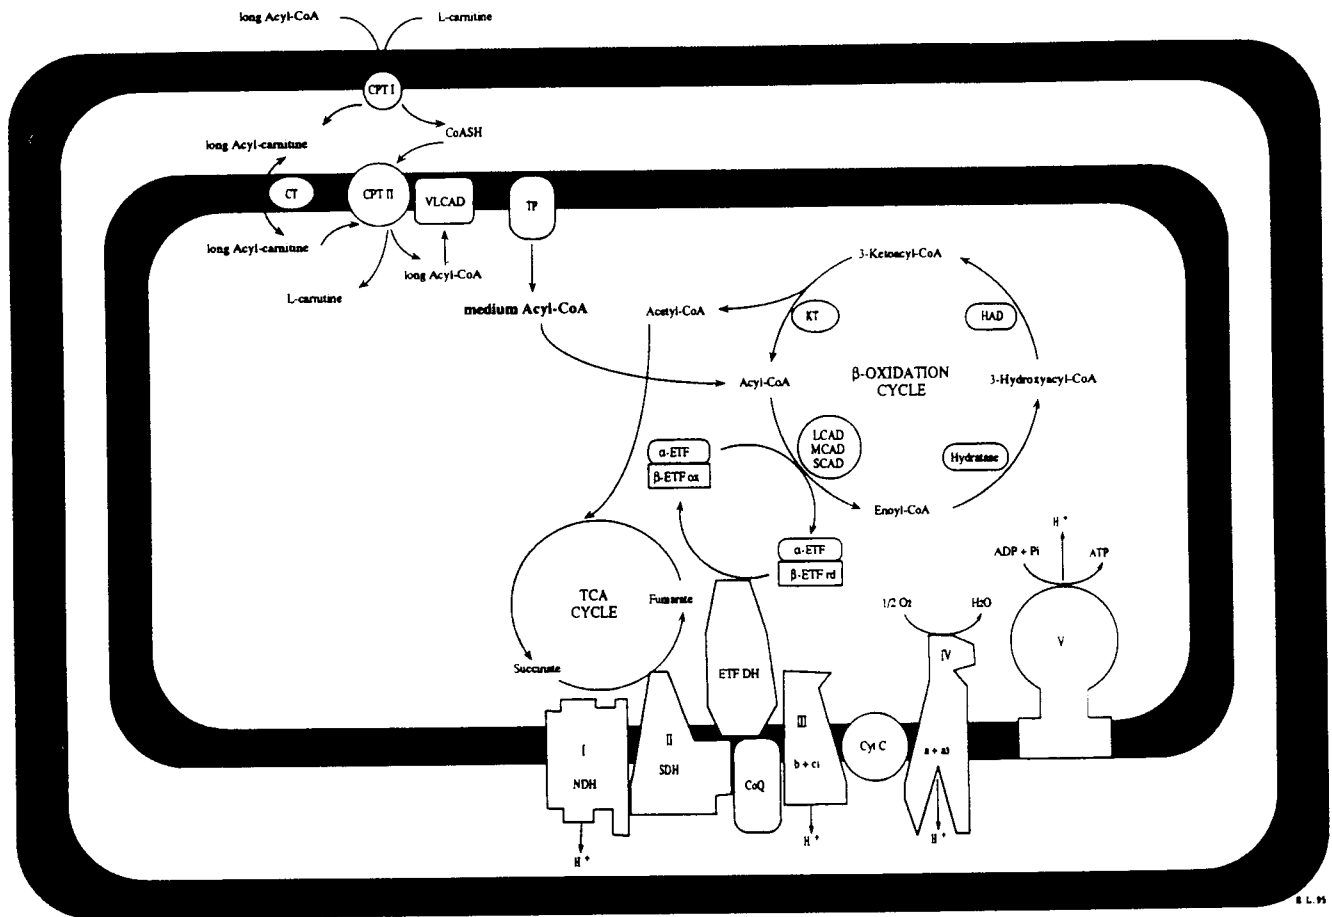 long Acyl-CoA
L-carnitine
CPT I
CoASH
long Acyl-carnitine
CT
CPT II
VLCAD
TP
long Acyl-carnitine
long Acyl-CoA
L-carnitine
medium Acyl-CoA
Acetyl-CoA
3-Ketoacyl-CoA
KT
HAD
Acyl-CoA
β-OXIDATION
CYCLE
3-Hydroxyacyl-CoA
LCAD
MCAD
SCAD
Hydratase
α-ETF
β-ETF ox
Enoyl-CoA
α-ETF
β-ETF rd
H+
ADP + Pi
ATP
TCA
CYCLE
Fumarate
1/2 O2
H2O
V
Succinate
ETF DH
IV
I
NDH
II
SDH
CoQ
III
b + c1
Cyt C
a + a3
H+
H+
H+